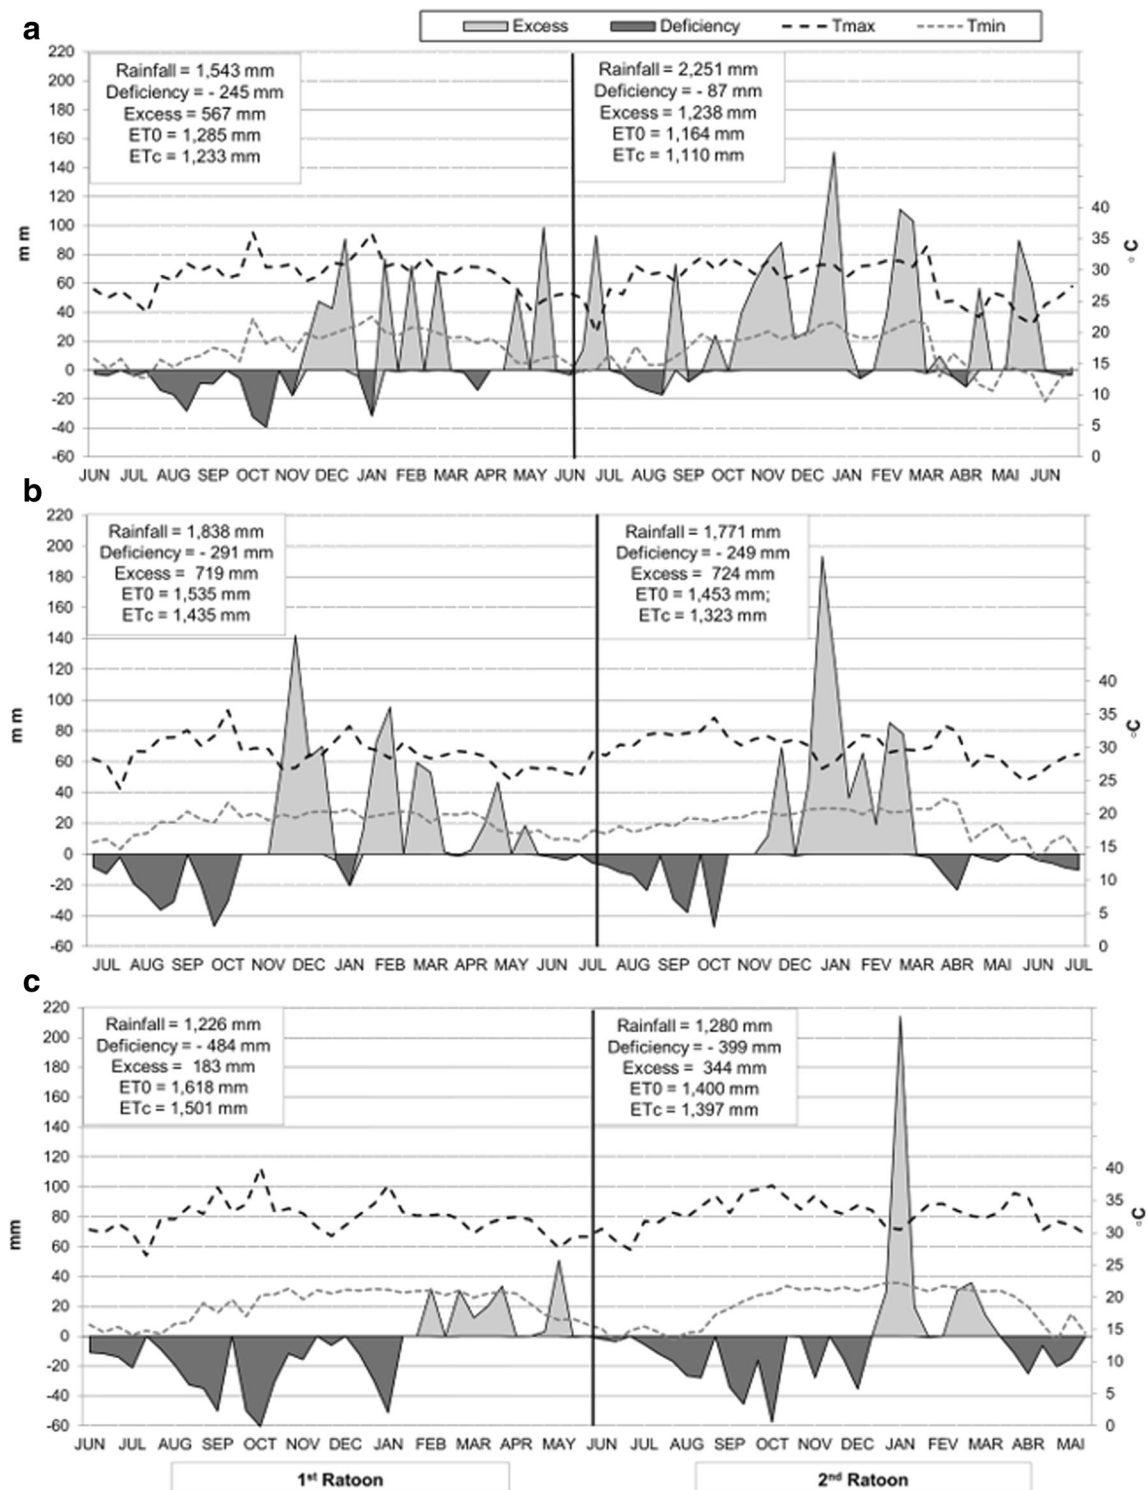 a
Excess Deficiency Tmax Tmin
220
200
180
160
140
120
100
80
60
40
20
0
-20
-40
-60
m m
Rainfall = 1,543 mm
Deficiency = - 245 mm
Excess = 567 mm
ET0 = 1,285 mm
ETc = 1,233 mm
Rainfall = 2,251 mm
Deficiency = - 87 mm
Excess = 1,238 mm
ET0 = 1,164 mm
ETc = 1,110 mm
40
35
30
25
20
15
10
5
0
°C
JUN JUL AUG SEP OCT NOV DEC JAN FEB MAR APR MAY JUN JUL AUG SEP OCT NOV DEC JAN FEV MAR ABR MAI JUN
b
220
200
180
160
140
120
100
80
60
40
20
0
-20
-40
-60
m m
Rainfall = 1,838 mm
Deficiency = - 291 mm
Excess = 719 mm
ET0 = 1,535 mm
ETc = 1,435 mm
Rainfall = 1,771 mm
Deficiency = - 249 mm
Excess = 724 mm
ET0 = 1,453 mm;
ETc = 1,323 mm
40
35
30
25
20
15
10
5
0
°C
JUL AUG SEP OCT NOV DEC JAN FEB MAR APR MAY JUN JUL AUG SEP OCT NOV DEC JAN FEV MAR ABR MAI JUN JUL
c
220
200
180
160
140
120
100
80
60
40
20
0
-20
-40
-60
mm
Rainfall = 1,226 mm
Deficiency = - 484 mm
Excess = 183 mm
ET0 = 1,618 mm
ETc = 1,501 mm
Rainfall = 1,280 mm
Deficiency = - 399 mm
Excess = 344 mm
ET0 = 1,400 mm
ETc = 1,397 mm
40
35
30
25
20
15
10
5
0
°C
JUN JUL AUG SEP OCT NOV DEC JAN FEB MAR APR MAY JUN JUL AUG SEP OCT NOV DEC JAN FEV MAR ABR MAI
1st Ratoon 2nd Ratoon